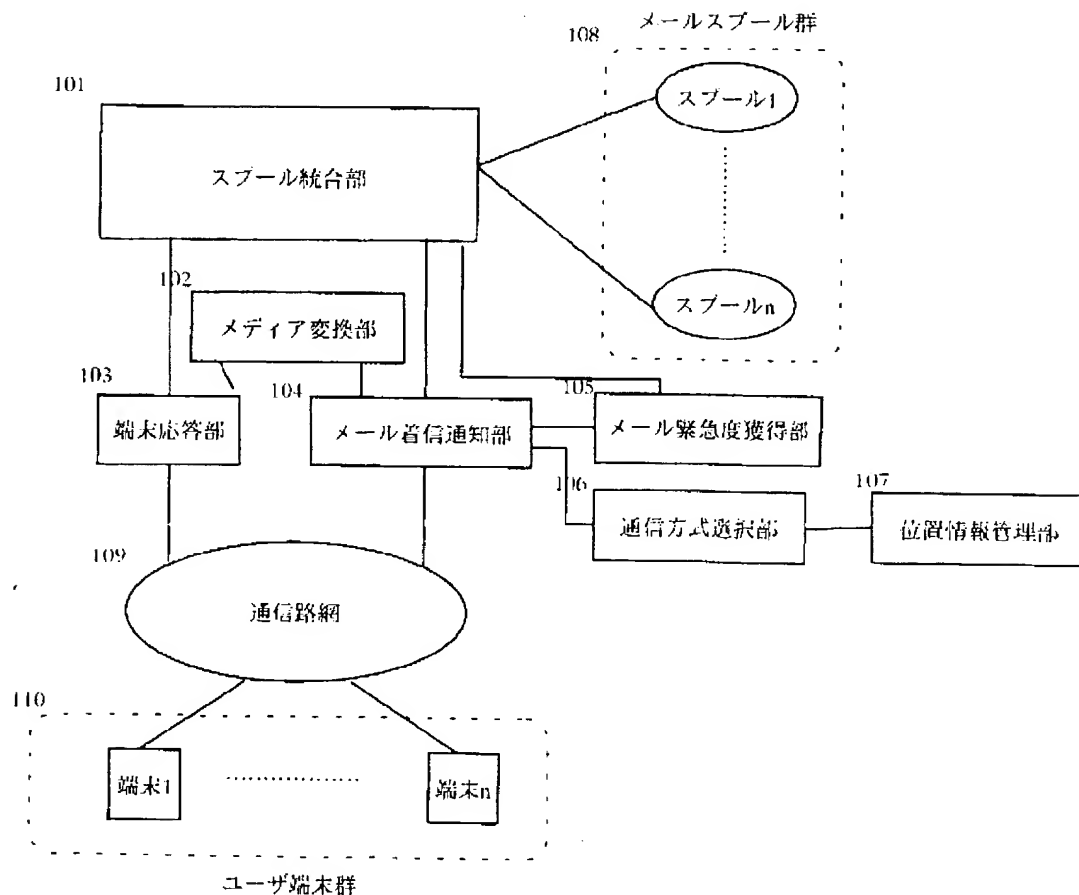 メールスプール群
108
スプール1
101
スプール統合部
スプールn
102
メディア変換部
103
端末応答部
104
メール着信通知部
105
メール緊急度獲得部
106
通信方式選択部
107
位置情報管理部
109
通信路網
110
端末1
端末n
ユーザ端末群